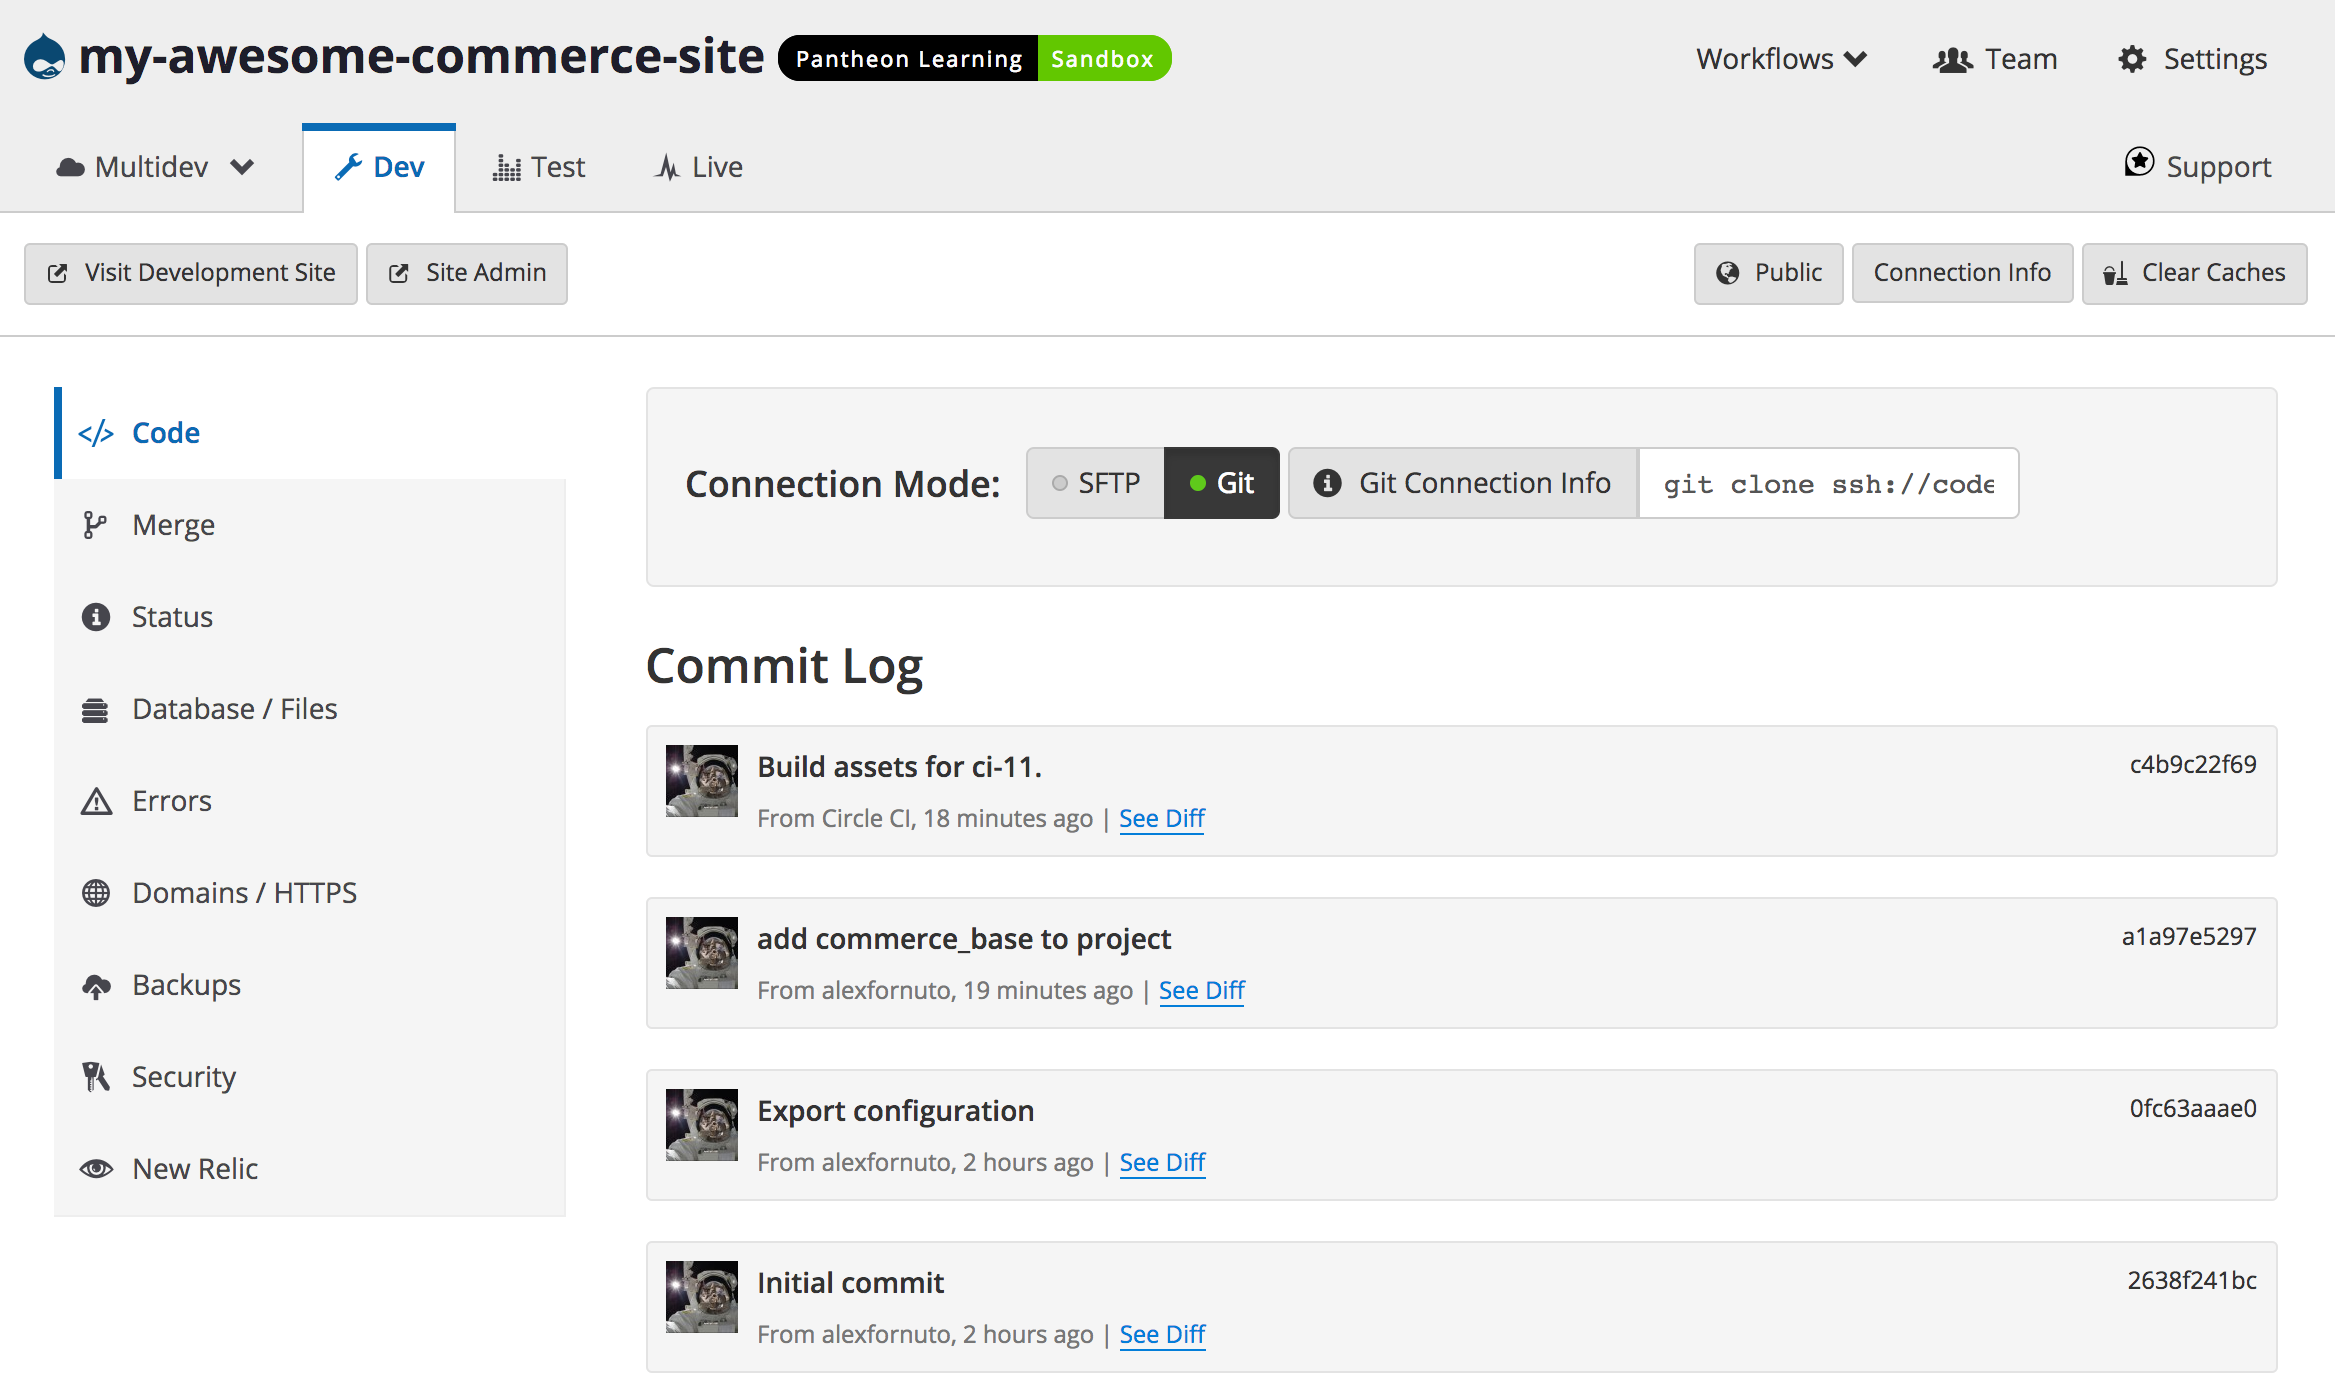 my-awesome-commerce-site Pantheon Learning Sandbox Workflows Team Settings
Multidev Dev Test Live Support
Visit Development Site Site Admin Public Connection Info Clear Caches
Code
Merge
Status
Database / Files
Errors
Domains / HTTPS
Backups
Security
New Relic
Connection Mode: SFTP Git Git Connection Info git clone ssh://code
Commit Log
Build assets for ci-11. c4b9c22f69
From Circle CI, 18 minutes ago | See Diff
add commerce_base to project a1a97e5297
From alexfornuto, 19 minutes ago | See Diff
Export configuration 0fc63aaae0
From alexfornuto, 2 hours ago | See Diff
Initial commit 2638f241bc
From alexfornuto, 2 hours ago | See Diff